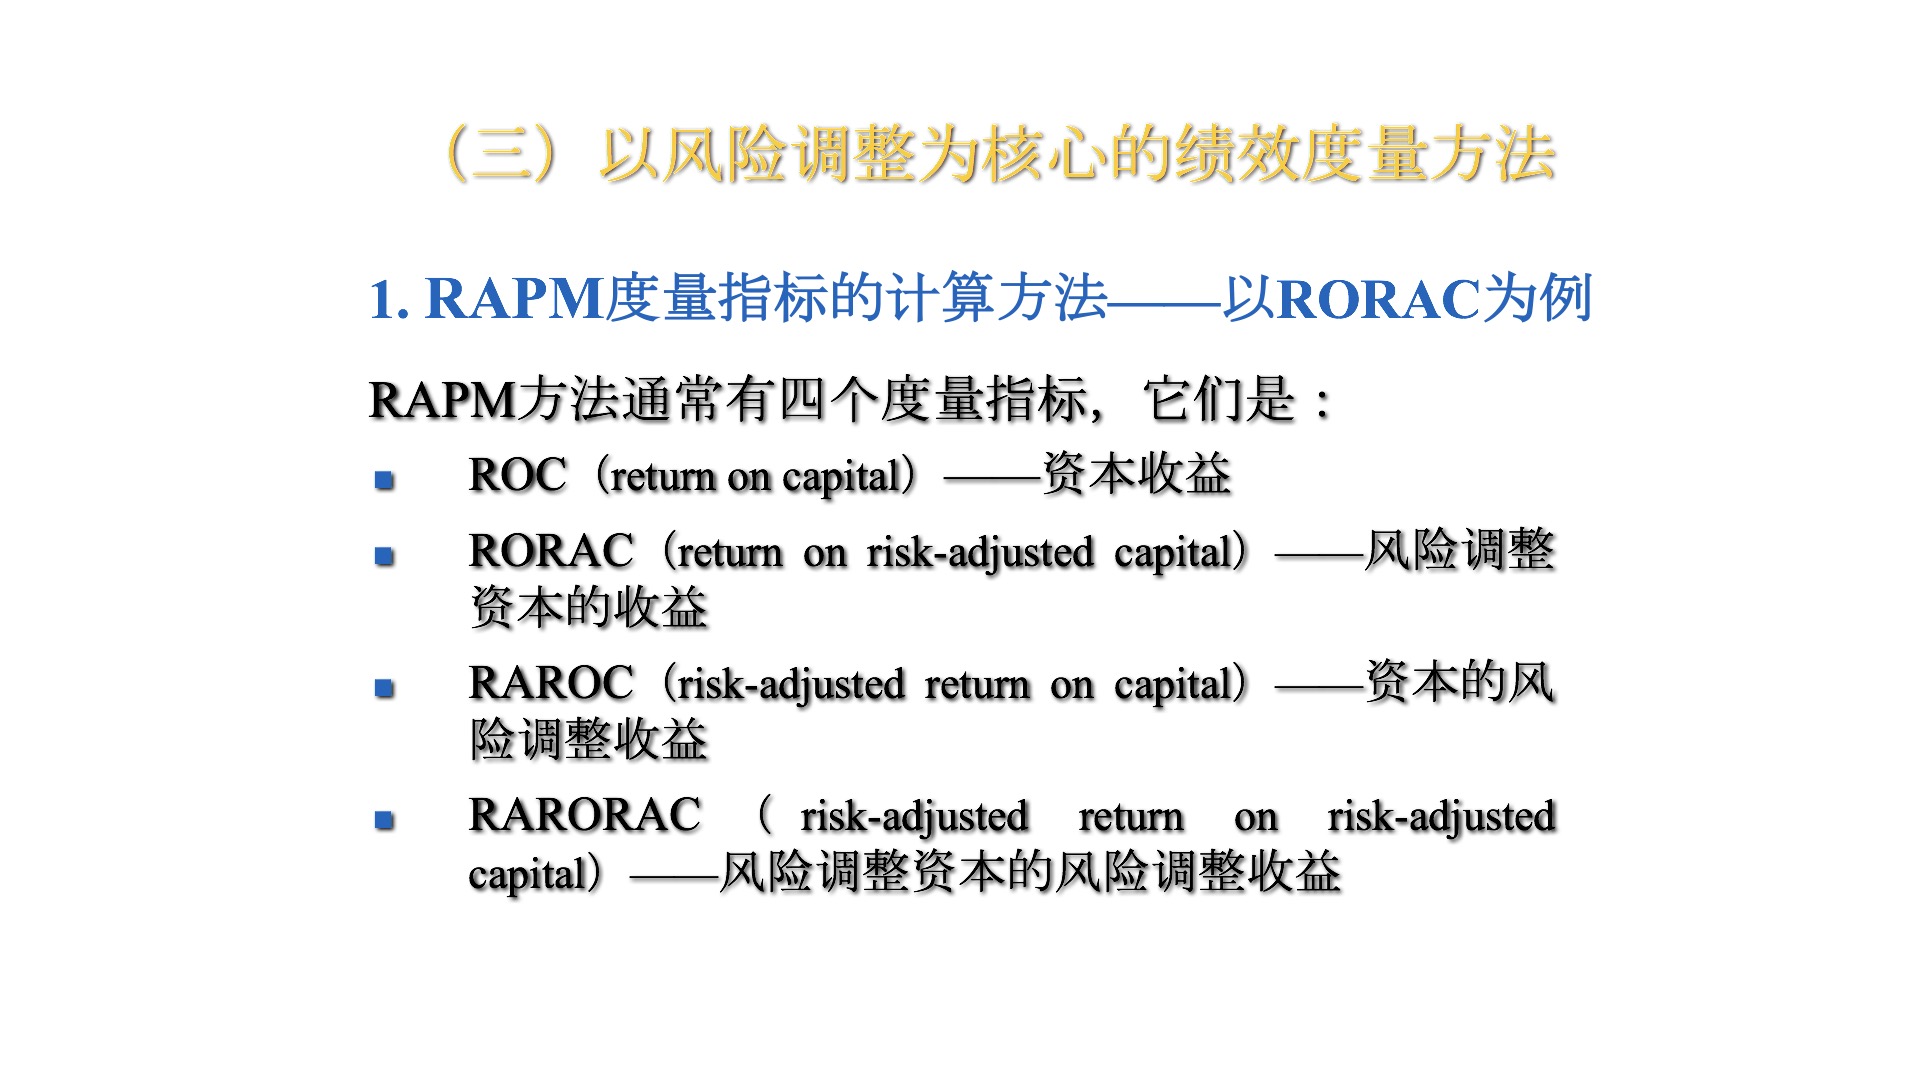 （三）以风险调整为核心的绩效度量方法
1. RAPM度量指标的计算方法——以RORAC为例
RAPM方法通常有四个度量指标，它们是：
ROC（return on capital）——资本收益
RORAC（return on risk-adjusted capital）——风险调整
资本的收益
RAROC（risk-adjusted return on capital）——资本的风
险调整收益
RARORAC（risk-adjusted return on risk-adjusted
capital）——风险调整资本的风险调整收益